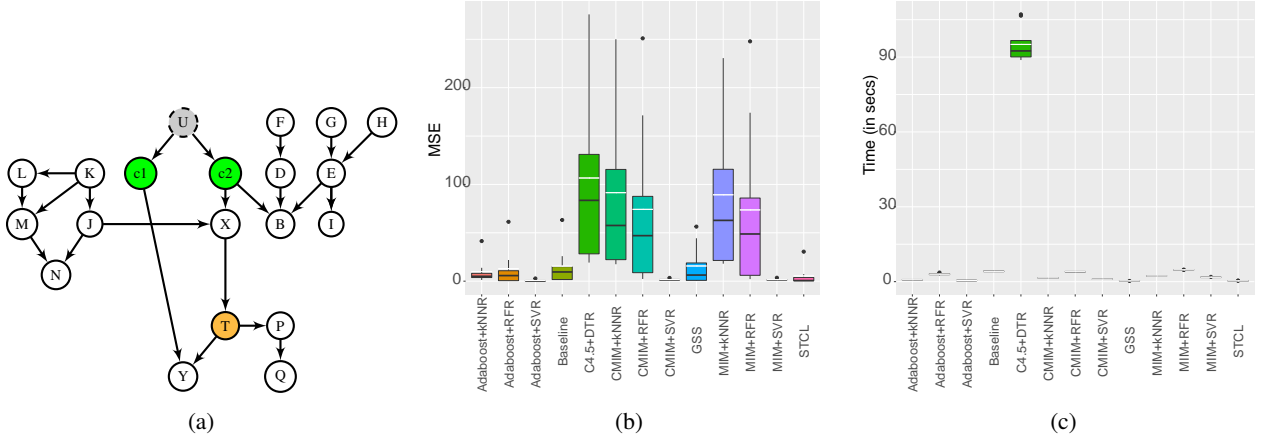 U
F
G
H
L
K
c1
c2
D
E
M
J
X
B
I
N
T
P
Y
Q
(a)
MSE
200
100
0
Adaboost+kNNR
Adaboost+RFR
Adaboost+SVR
Baseline
C4.5+DTR
CMIM+kNNR
CMIM+RFR
CMIM+SVR
GSS
MIM+kNNR
MIM+RFR
MIM+SVR
STCL
(b)
Time (in secs)
90
60
30
0
Adaboost+kNNR
Adaboost+RFR
Adaboost+SVR
Baseline
C4.5+DTR
CMIM+kNNR
CMIM+RFR
CMIM+SVR
GSS
MIM+kNNR
MIM+RFR
MIM+SVR
STCL
(c)